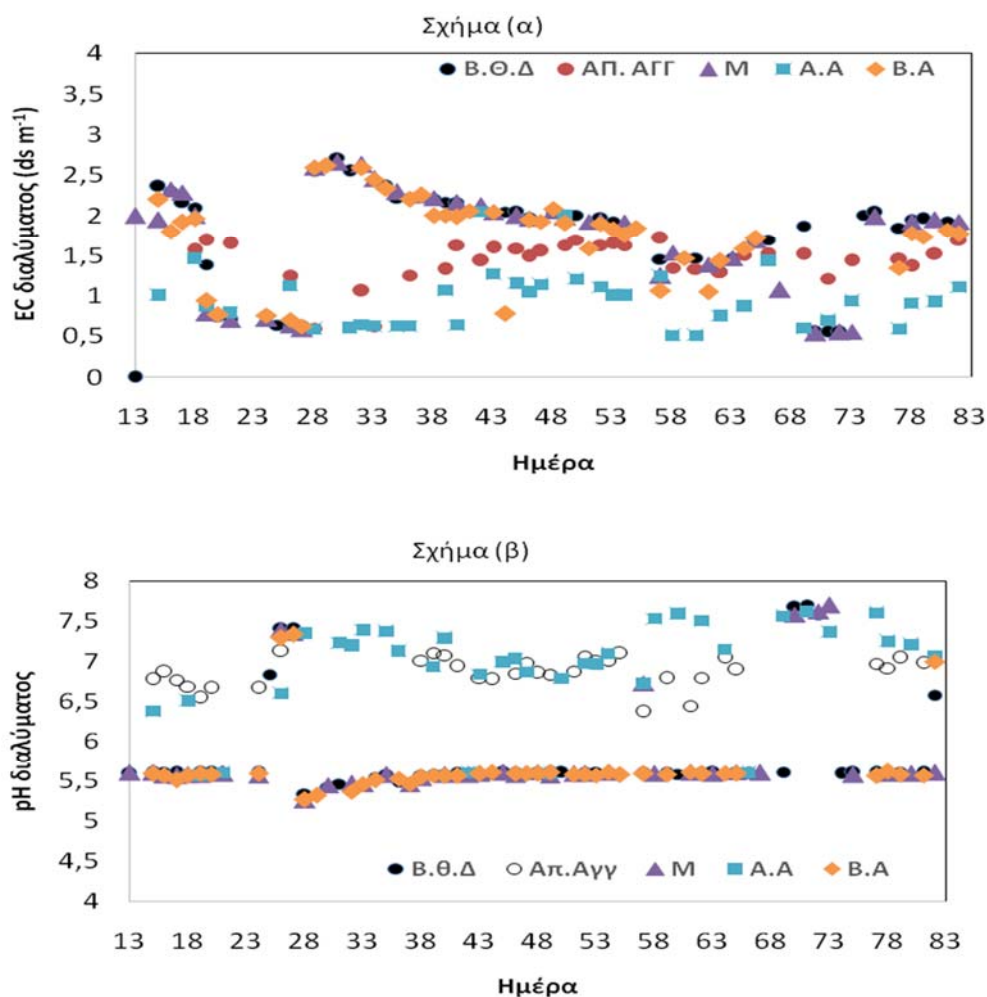 Σχήμα (α)
EC διαλύματος (ds m⁻¹)
4
3,5
3
2,5
2
1,5
1
0,5
0
Β.Θ.Δ ΑΠ. ΑΓΓ Μ Α.Α Β.Α
13 18 23 28 33 38 43 48 53 58 63 68 73 78 83
Ημέρα
Σχήμα (β)
pH διαλύματος
8
7,5
7
6,5
6
5,5
5
4,5
4
Β.θ.Δ Απ.Αγγ Μ Α.Α Β.Α
13 18 23 28 33 38 43 48 53 58 63 68 73 78 83
Ημέρα